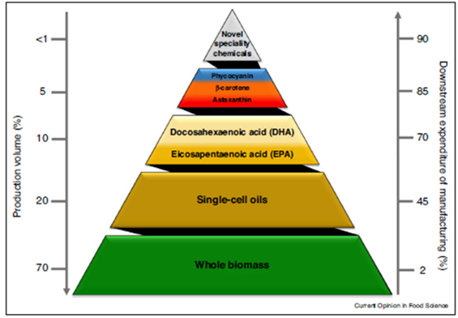 <1
5
10
20
70
Production volume (%)
Novel
speciality
chemicals
Phycocyanin
β-carotene
Astaxanthin
Docosahexaenoic acid (DHA)
Eicosapentaenoic acid (EPA)
Single-cell oils
Whole biomass
90
85
70
45
2
Downstream expenditure of manufacturing (%)
Current Opinion in Food Science